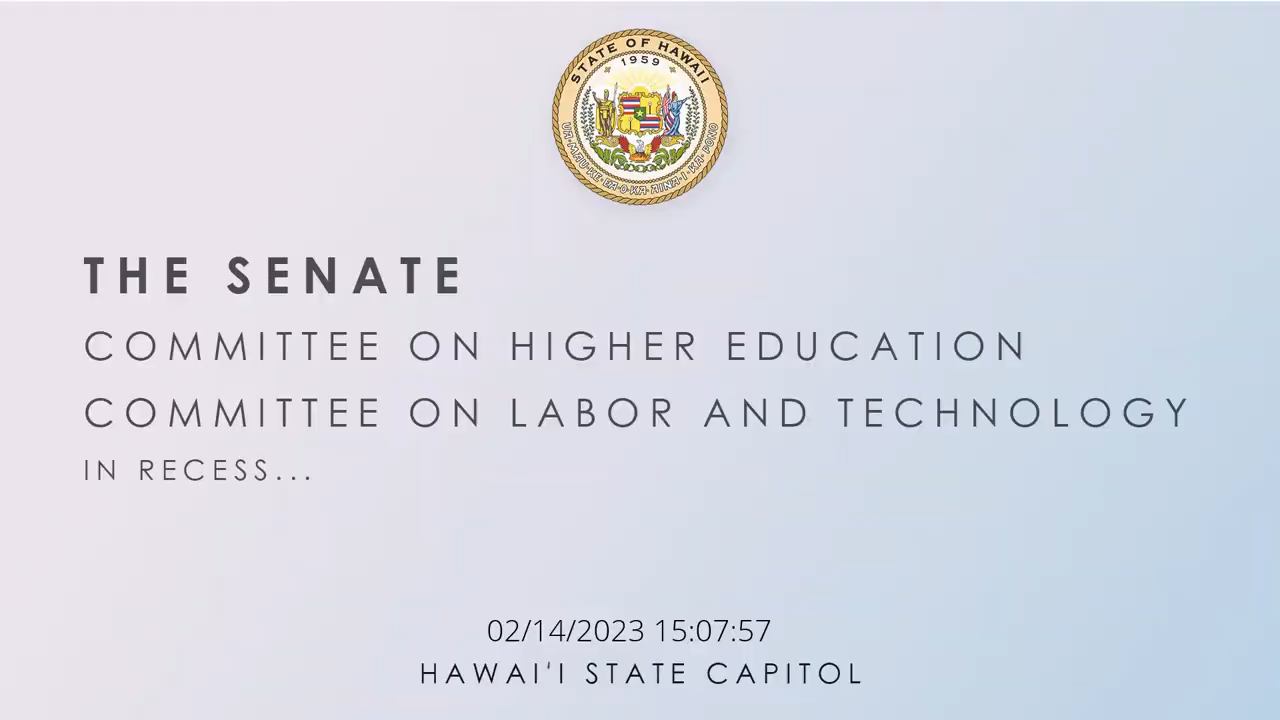 STATE OF HAWAII
1959
UA MAU KE EA O KA AINA I KA PONO
THE SENATE
COMMITTEE ON HIGHER EDUCATION
COMMITTEE ON LABOR AND TECHNOLOGY
IN RECESS...
02/14/2023 15:07:57
HAWAIʻI STATE CAPITOL